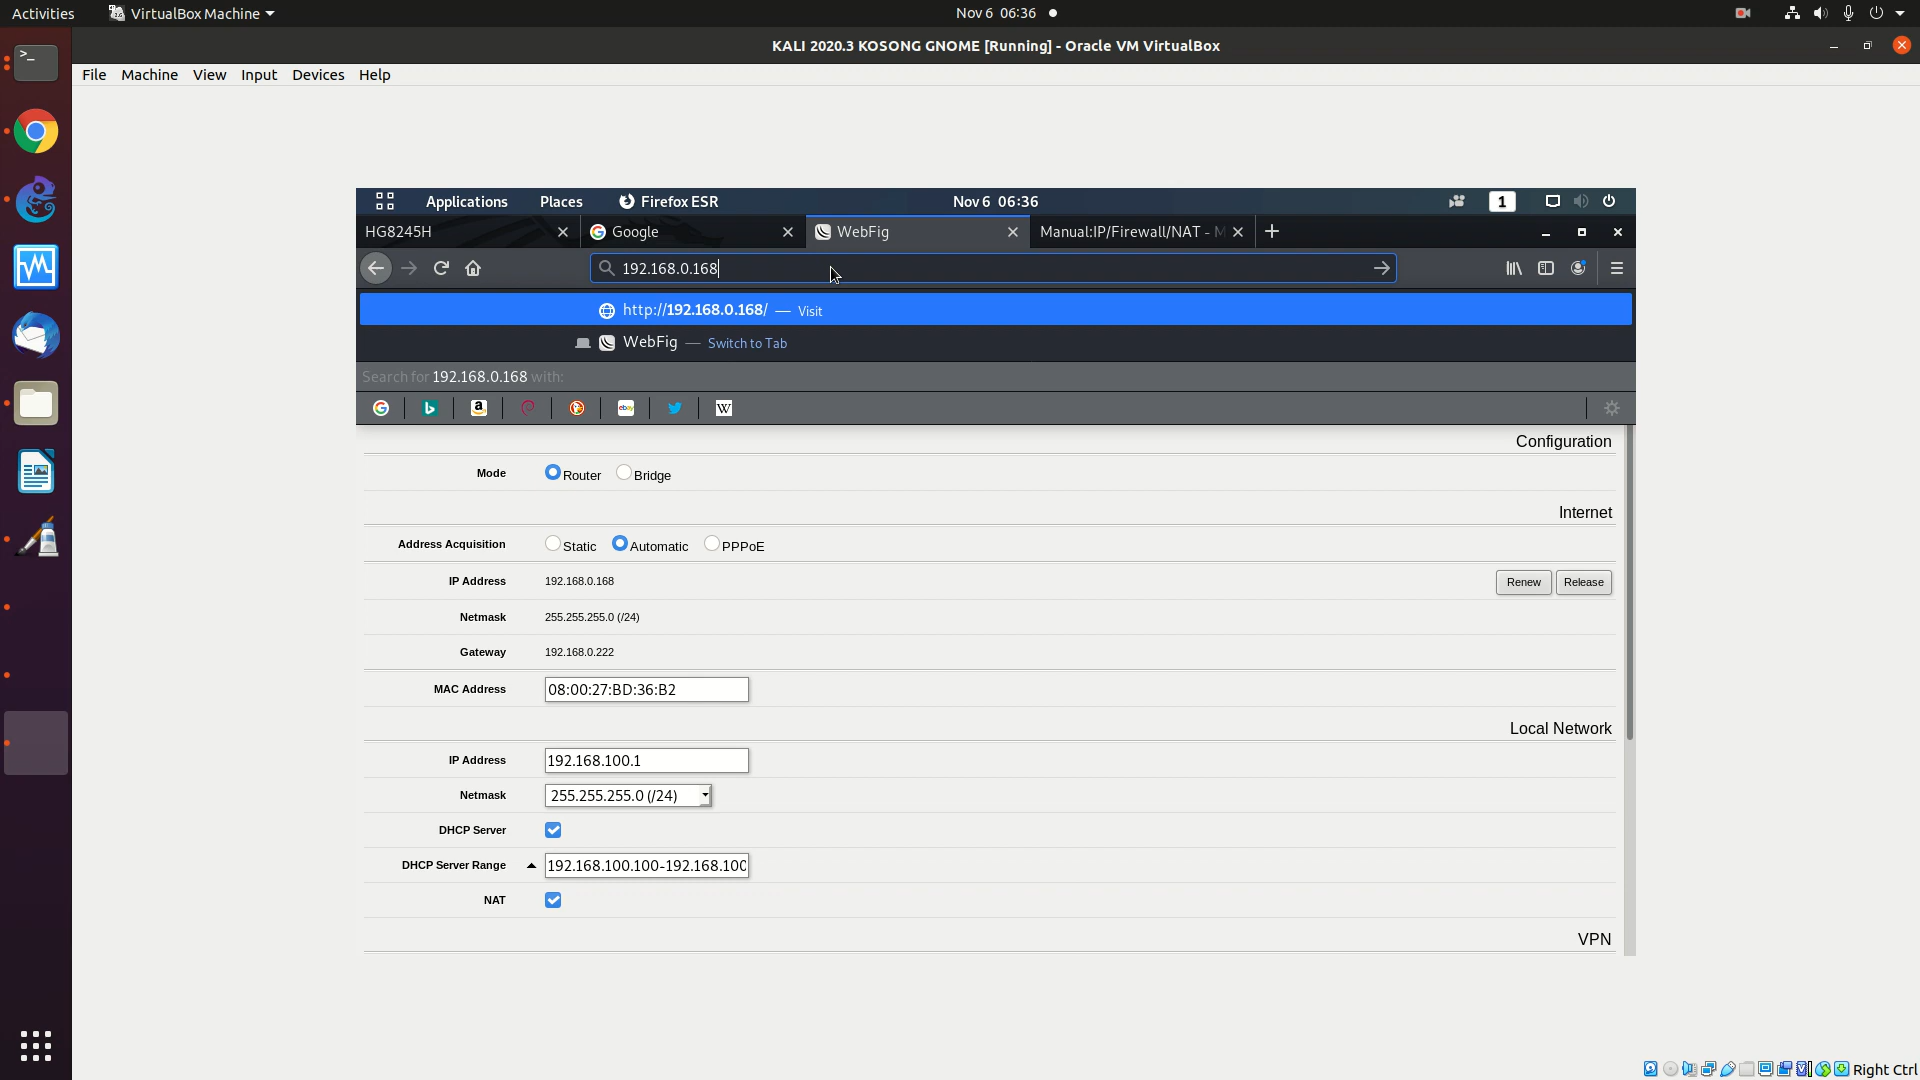 Activities VirtualBox Machine Nov 6 06:36
KALI 2020.3 KOSONG GNOME [Running] - Oracle VM VirtualBox
File Machine View Input Devices Help
Applications Places Firefox ESR Nov 6 06:36 1
HG8245H Google WebFig Manual:IP/Firewall/NAT - M
192.168.0.168
http://192.168.0.168/ — Visit
WebFig — Switch to Tab
Search for 192.168.0.168 with:
Configuration
Mode Router Bridge
Internet
Address Acquisition Static Automatic PPPoE
IP Address 192.168.0.168 Renew Release
Netmask 255.255.255.0 (/24)
Gateway 192.168.0.222
MAC Address 08:00:27:BD:36:B2
Local Network
IP Address 192.168.100.1
Netmask 255.255.255.0 (/24)
DHCP Server
DHCP Server Range 192.168.100.100-192.168.100
NAT
VPN
Right Ctrl